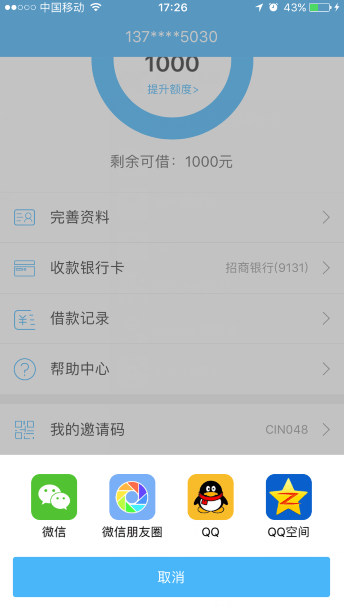 中国移动 17:26 43%
137****5030
1000
提升额度>
剩余可借：1000元
完善资料
收款银行卡 招商银行(9131)
借款记录
帮助中心
我的邀请码 CIN048
微信 微信朋友圈 QQ QQ空间
取消